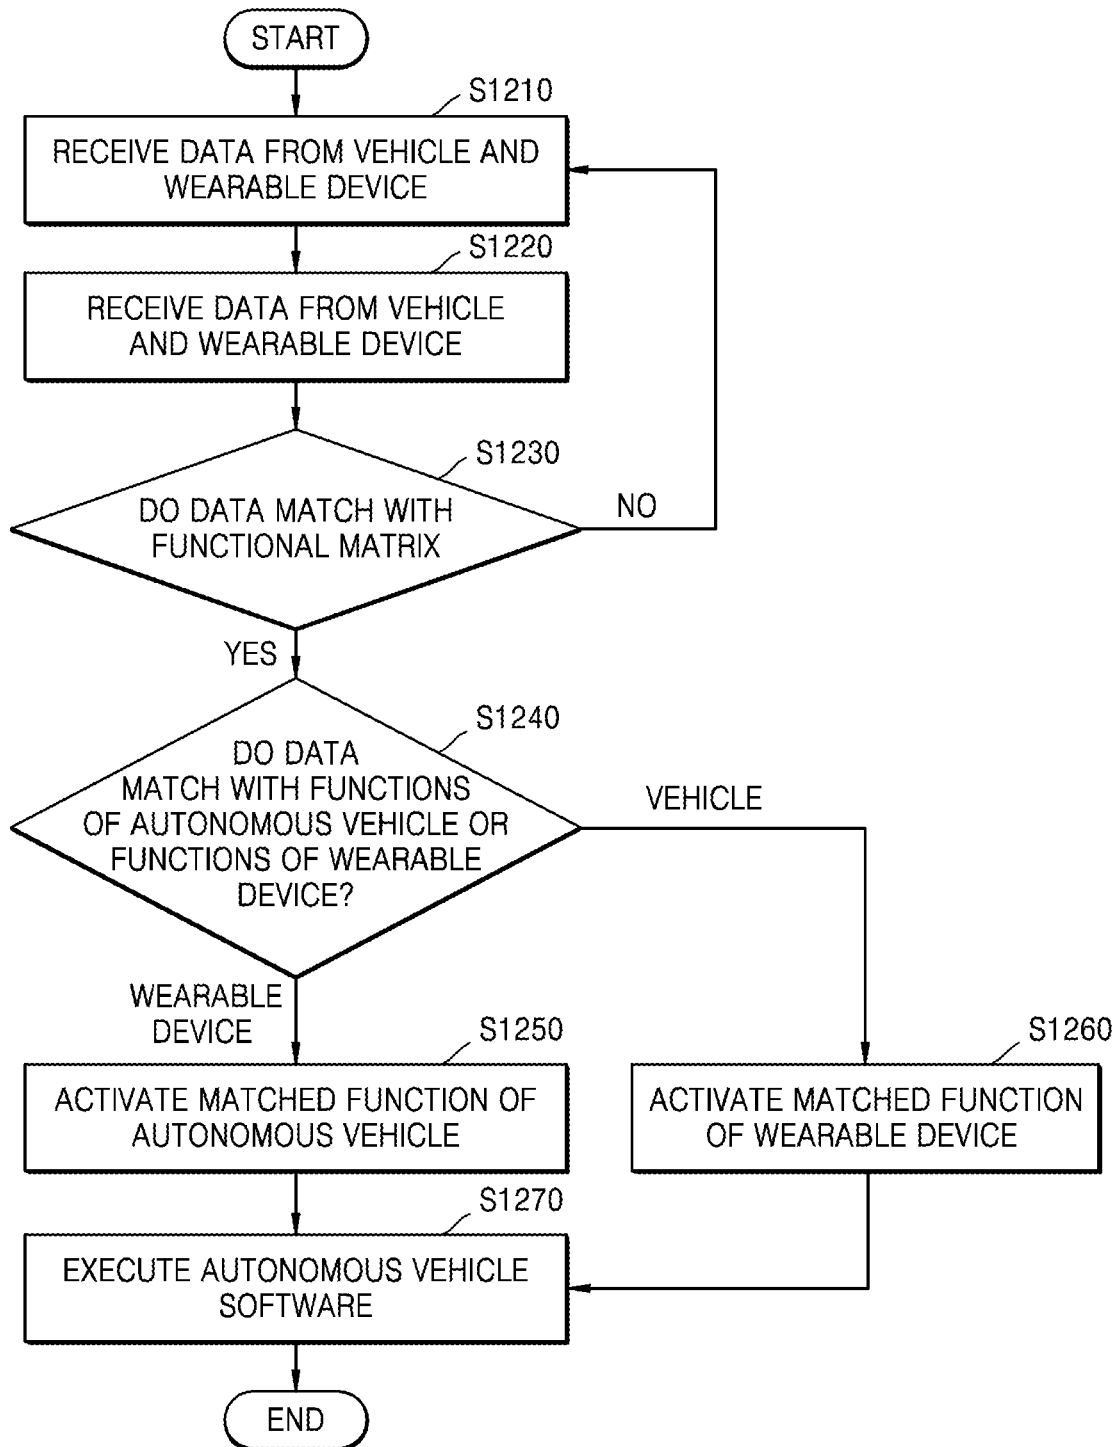 START
S1210
RECEIVE DATA FROM VEHICLE AND
WEARABLE DEVICE
S1220
RECEIVE DATA FROM VEHICLE
AND WEARABLE DEVICE
S1230
DO DATA MATCH WITH
FUNCTIONAL MATRIX
NO
YES
S1240
DO DATA
MATCH WITH FUNCTIONS
OF AUTONOMOUS VEHICLE OR
FUNCTIONS OF WEARABLE
DEVICE?
VEHICLE
WEARABLE
DEVICE
S1250
ACTIVATE MATCHED FUNCTION OF
AUTONOMOUS VEHICLE
S1260
ACTIVATE MATCHED FUNCTION
OF WEARABLE DEVICE
S1270
EXECUTE AUTONOMOUS VEHICLE
SOFTWARE
END